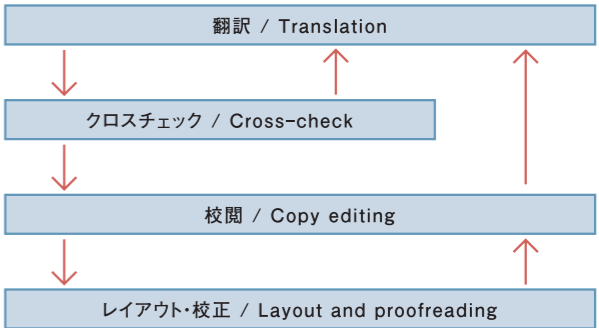 翻訳 / Translation
クロスチェック / Cross-check
校閲 / Copy editing
レイアウト・校正 / Layout and proofreading